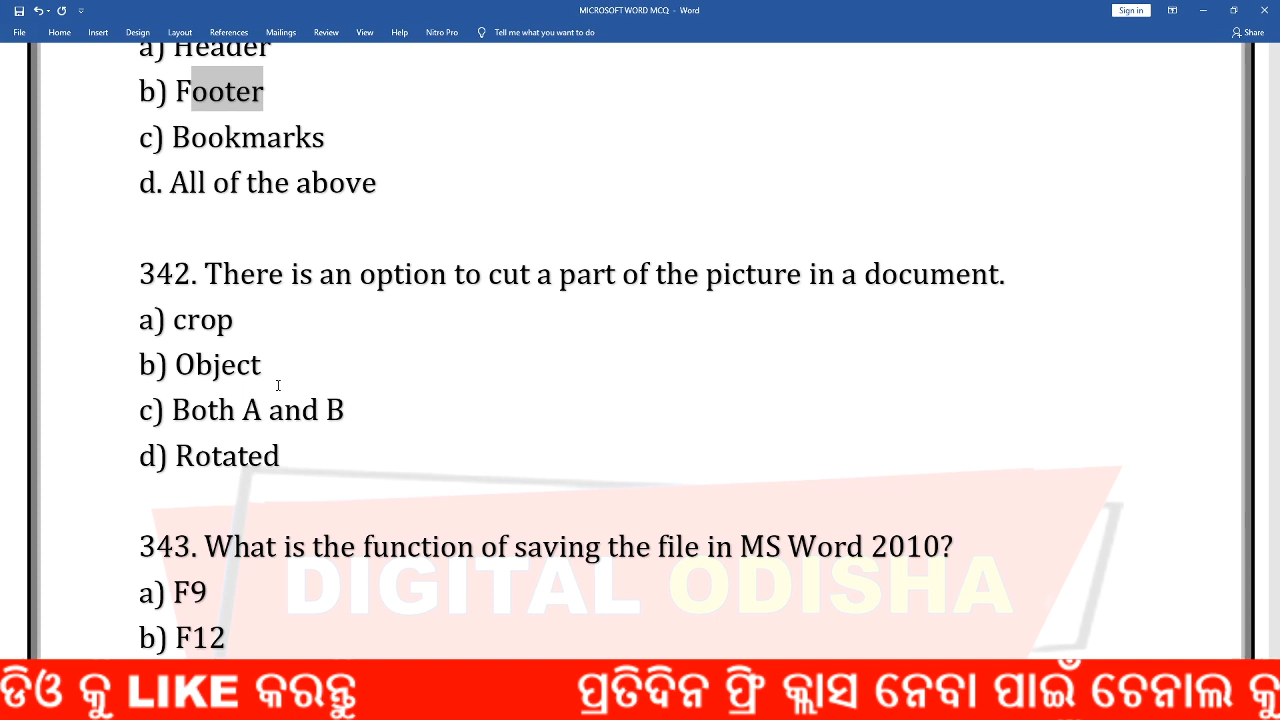 MICROSOFT WORD MCQ - Word
Sign in
File Home Insert Design Layout References Mailings Review View Help Nitro Pro Tell me what you want to do Share
a) Header
b) Footer
c) Bookmarks
d. All of the above
342. There is an option to cut a part of the picture in a document.
a) crop
b) Object
c) Both A and B
d) Rotated
343. What is the function of saving the file in MS Word 2010?
a) F9
DIGITAL ODISHA
b) F12
ଡିଓ କୁ LIKE କରନ୍ତୁ ପ୍ରତିଦିନ ଫ୍ରି କ୍ଲାସ ନେବା ପାଇଁ ଚେନାଲ କୁ